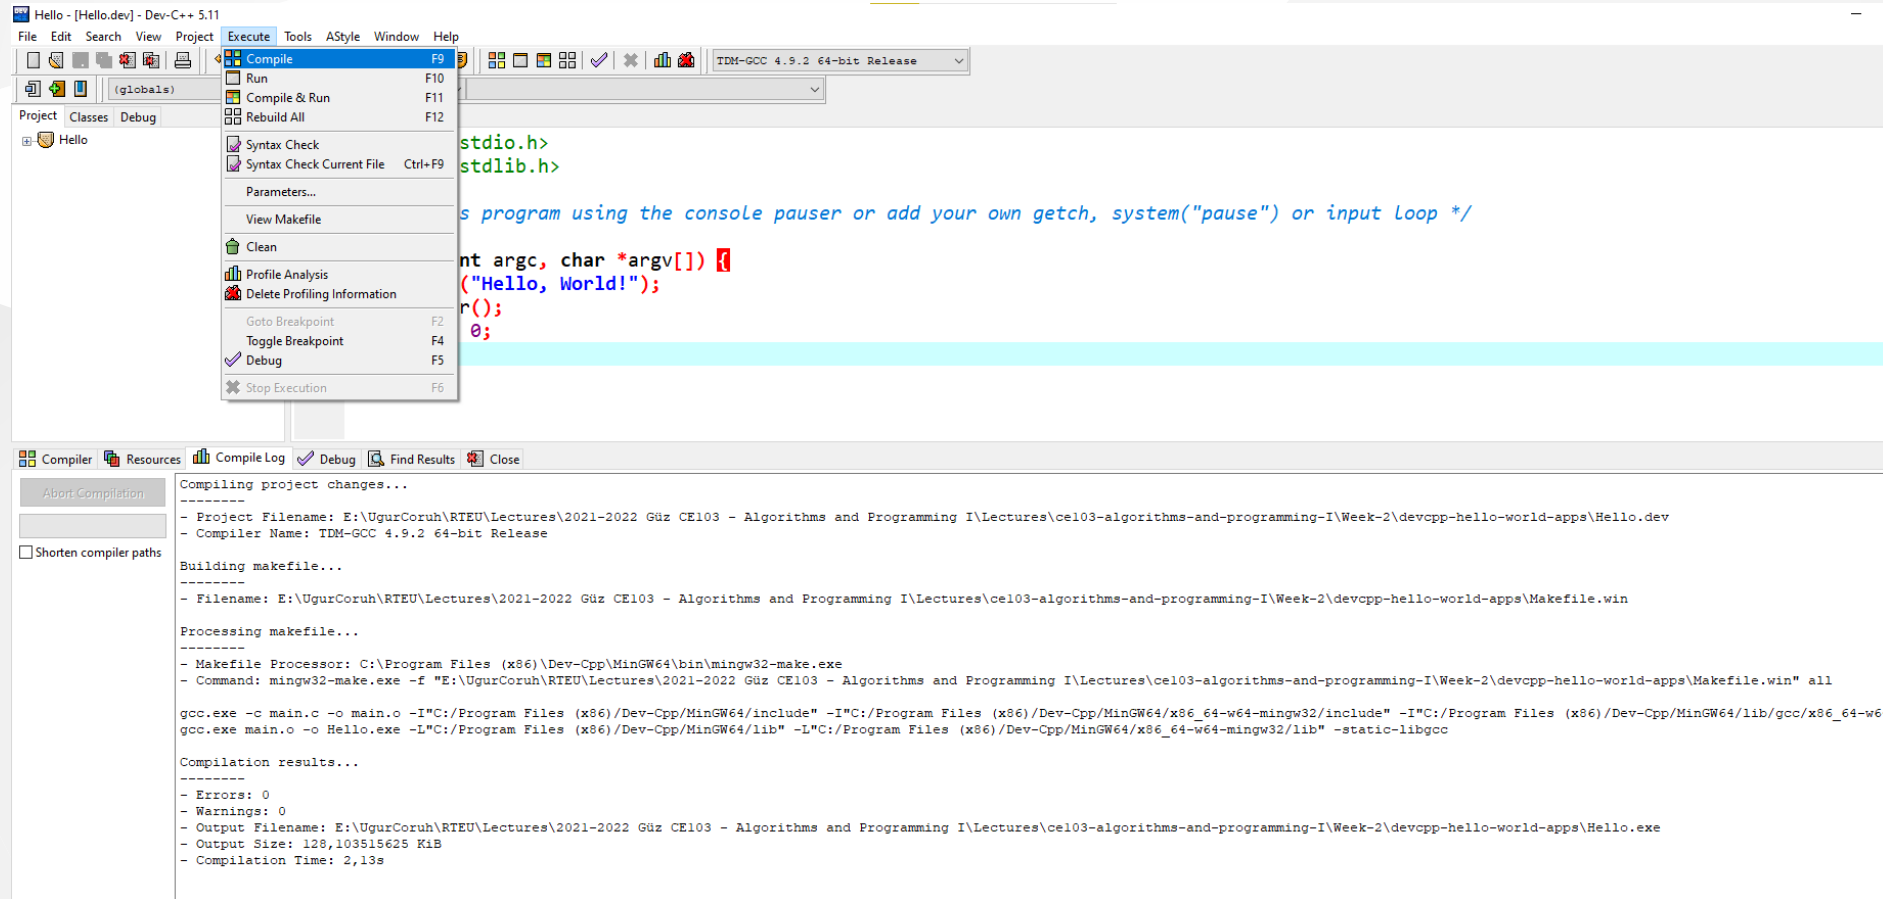 Hello - [Hello.dev] - Dev-C++ 5.11
File Edit Search View Project Execute Tools AStyle Window Help
TDM-GCC 4.9.2 64-bit Release
(globals)
Compile F9
Run F10
Compile & Run F11
Rebuild All F12
Syntax Check
Syntax Check Current File Ctrl+F9
Parameters...
View Makefile
Clean
Profile Analysis
Delete Profiling Information
Goto Breakpoint F2
Toggle Breakpoint F4
Debug F5
Stop Execution F6
Project Classes Debug
Hello
stdio.h>
stdlib.h>
s program using the console pauser or add your own getch, system("pause") or input loop */
nt argc, char *argv[]) {
("Hello, World!");
r();
0;
Compiler Resources Compile Log Debug Find Results Close
Abort Compilation
Shorten compiler paths
Compiling project changes...
--------
- Project Filename: E:\UgurCoruh\RTEU\Lectures\2021-2022 Güz CE103 - Algorithms and Programming I\Lectures\ce103-algorithms-and-programming-I\Week-2\devcpp-hello-world-apps\Hello.dev
- Compiler Name: TDM-GCC 4.9.2 64-bit Release
Building makefile...
--------
- Filename: E:\UgurCoruh\RTEU\Lectures\2021-2022 Güz CE103 - Algorithms and Programming I\Lectures\ce103-algorithms-and-programming-I\Week-2\devcpp-hello-world-apps\Makefile.win
Processing makefile...
--------
- Makefile Processor: C:\Program Files (x86)\Dev-Cpp\MinGW64\bin\mingw32-make.exe
- Command: mingw32-make.exe -f "E:\UgurCoruh\RTEU\Lectures\2021-2022 Güz CE103 - Algorithms and Programming I\Lectures\ce103-algorithms-and-programming-I\Week-2\devcpp-hello-world-apps\Makefile.win" all
gcc.exe -c main.c -o main.o -I"C:/Program Files (x86)/Dev-Cpp/MinGW64/include" -I"C:/Program Files (x86)/Dev-Cpp/MinGW64/x86_64-w64-mingw32/include" -I"C:/Program Files (x86)/Dev-Cpp/MinGW64/lib/gcc/x86_64-w6
gcc.exe main.o -o Hello.exe -L"C:/Program Files (x86)/Dev-Cpp/MinGW64/lib" -L"C:/Program Files (x86)/Dev-Cpp/MinGW64/x86_64-w64-mingw32/lib" -static-libgcc
Compilation results...
--------
- Errors: 0
- Warnings: 0
- Output Filename: E:\UgurCoruh\RTEU\Lectures\2021-2022 Güz CE103 - Algorithms and Programming I\Lectures\ce103-algorithms-and-programming-I\Week-2\devcpp-hello-world-apps\Hello.exe
- Output Size: 128,103515625 KiB
- Compilation Time: 2,13s